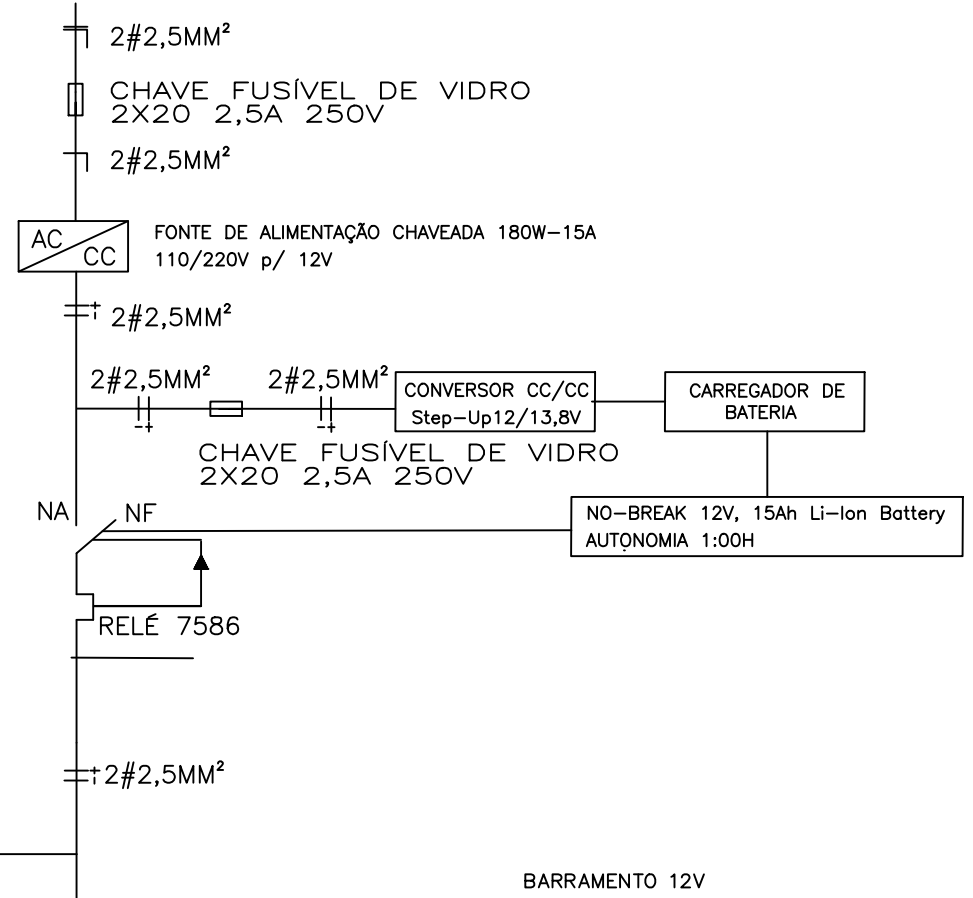 2#2,5MM²
CHAVE FUSÍVEL DE VIDRO
2X20 2,5A 250V
2#2,5MM²
AC
CC
FONTE DE ALIMENTAÇÃO CHAVEADA 180W-15A
110/220V p/ 12V
2#2,5MM²
2#2,5MM²
2#2,5MM²
CONVERSOR CC/CC
Step-Up12/13,8V
CARREGADOR DE
BATERIA
CHAVE FUSÍVEL DE VIDRO
2X20 2,5A 250V
NA
NF
NO-BREAK 12V, 15Ah Li-Ion Battery
AUTONOMIA 1:00H
RELÉ 7586
2#2,5MM²
BARRAMENTO 12V